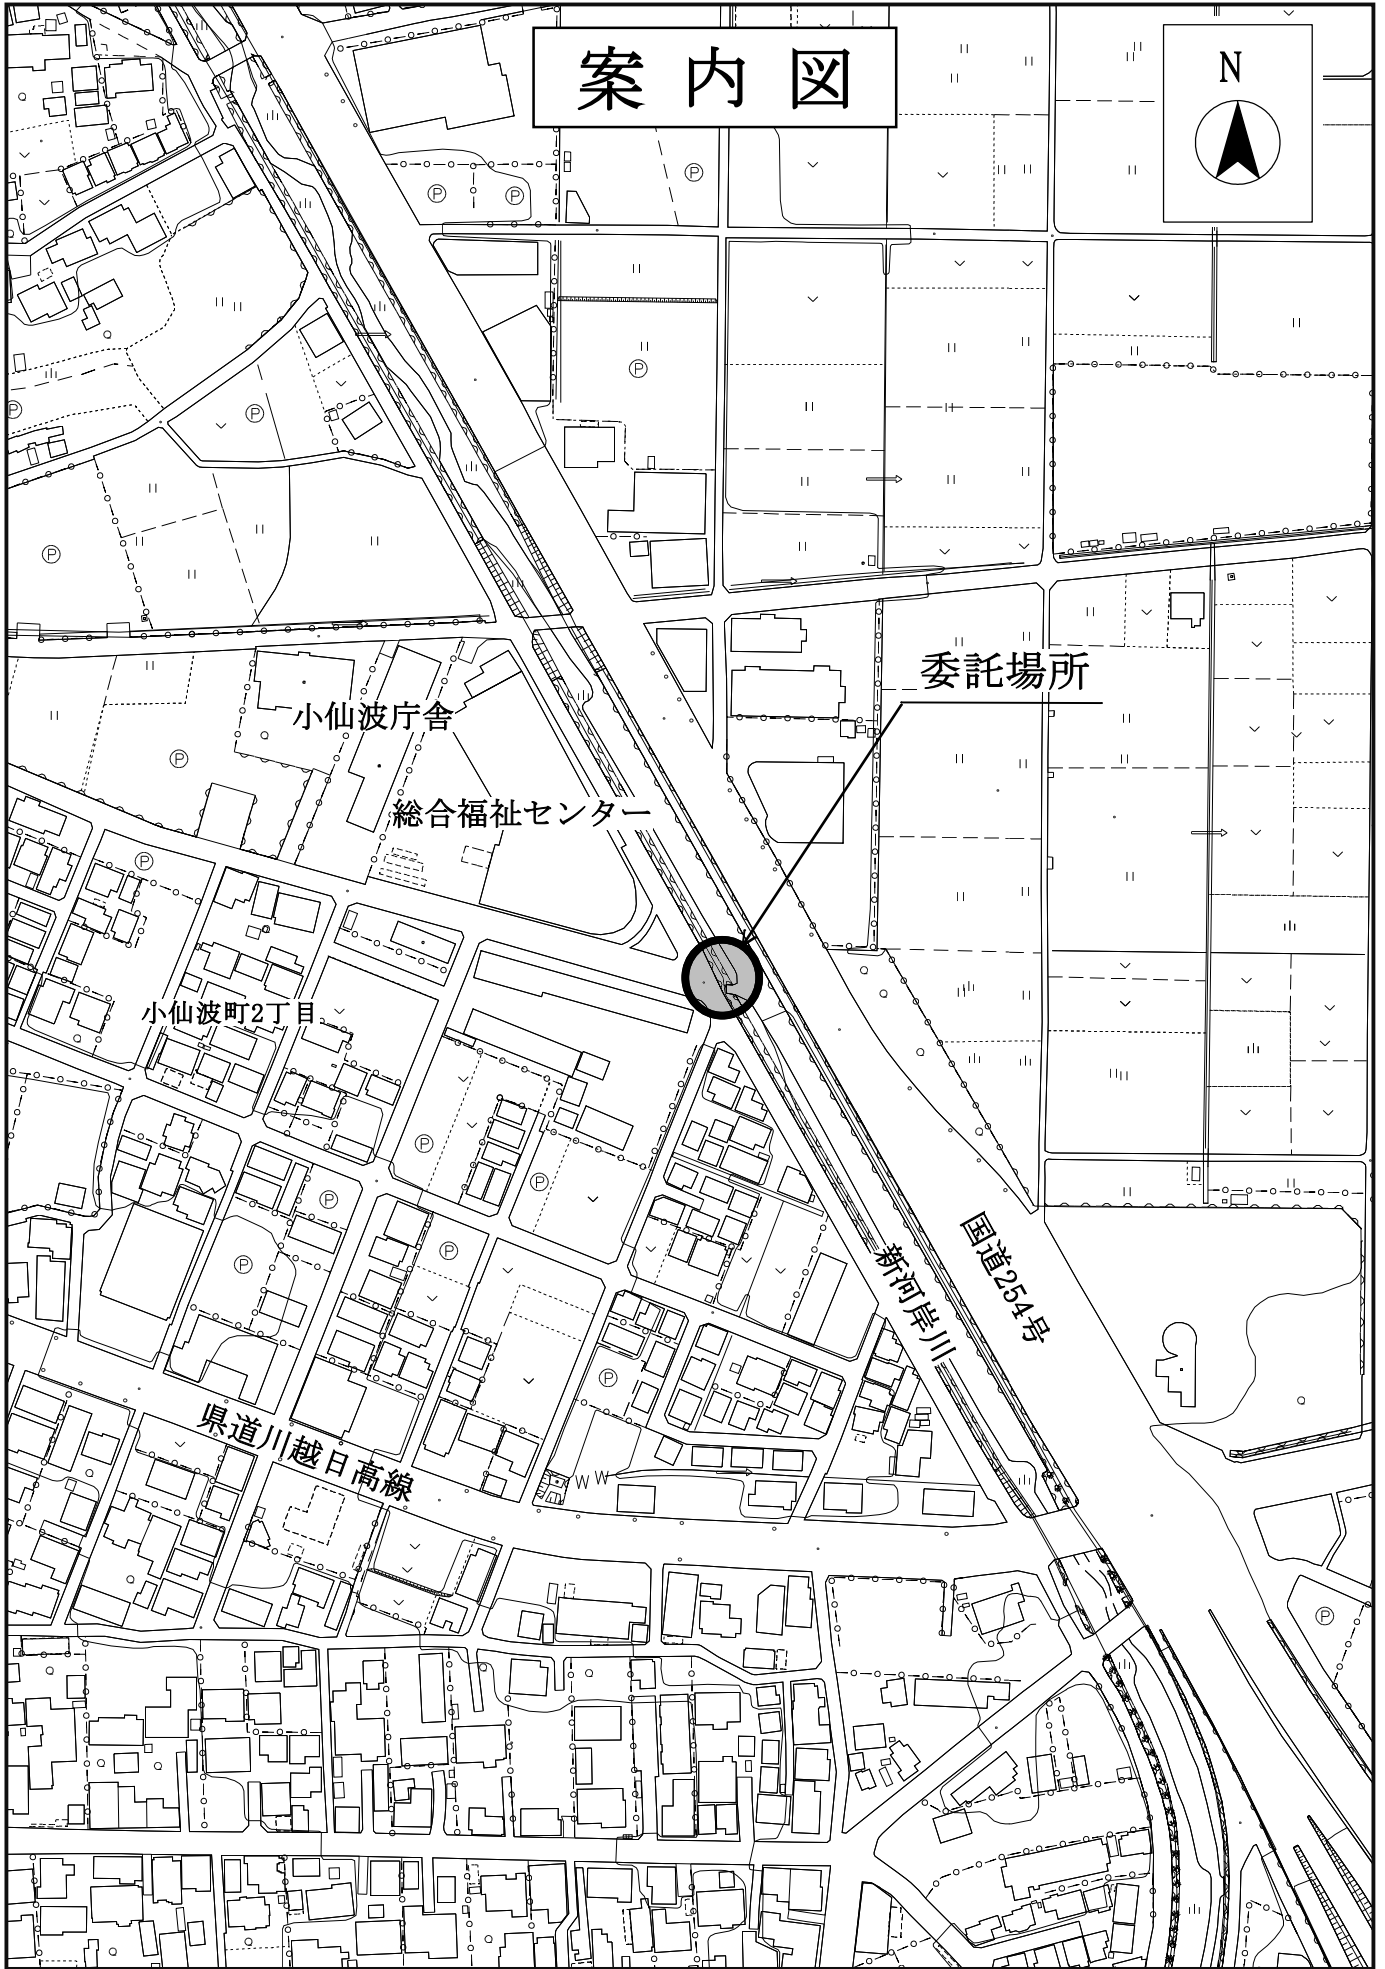 案内図
N
委託場所
小仙波庁舎
総合福祉センター
小仙波町2丁目
国道254号
新河岸川
県道川越日高線